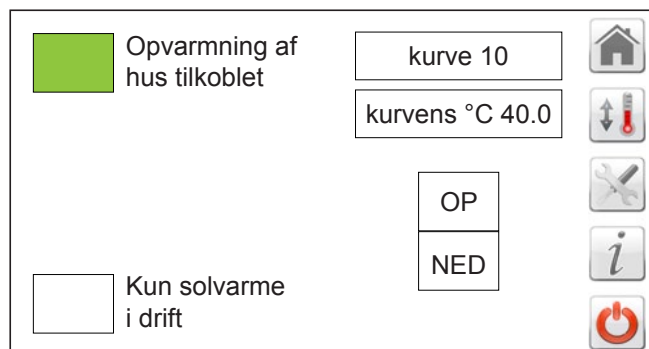 Opvarmning af
hus tilkoblet
kurve 10
kurvens °C 40.0
OP
NED
Kun solvarme
i drift
i